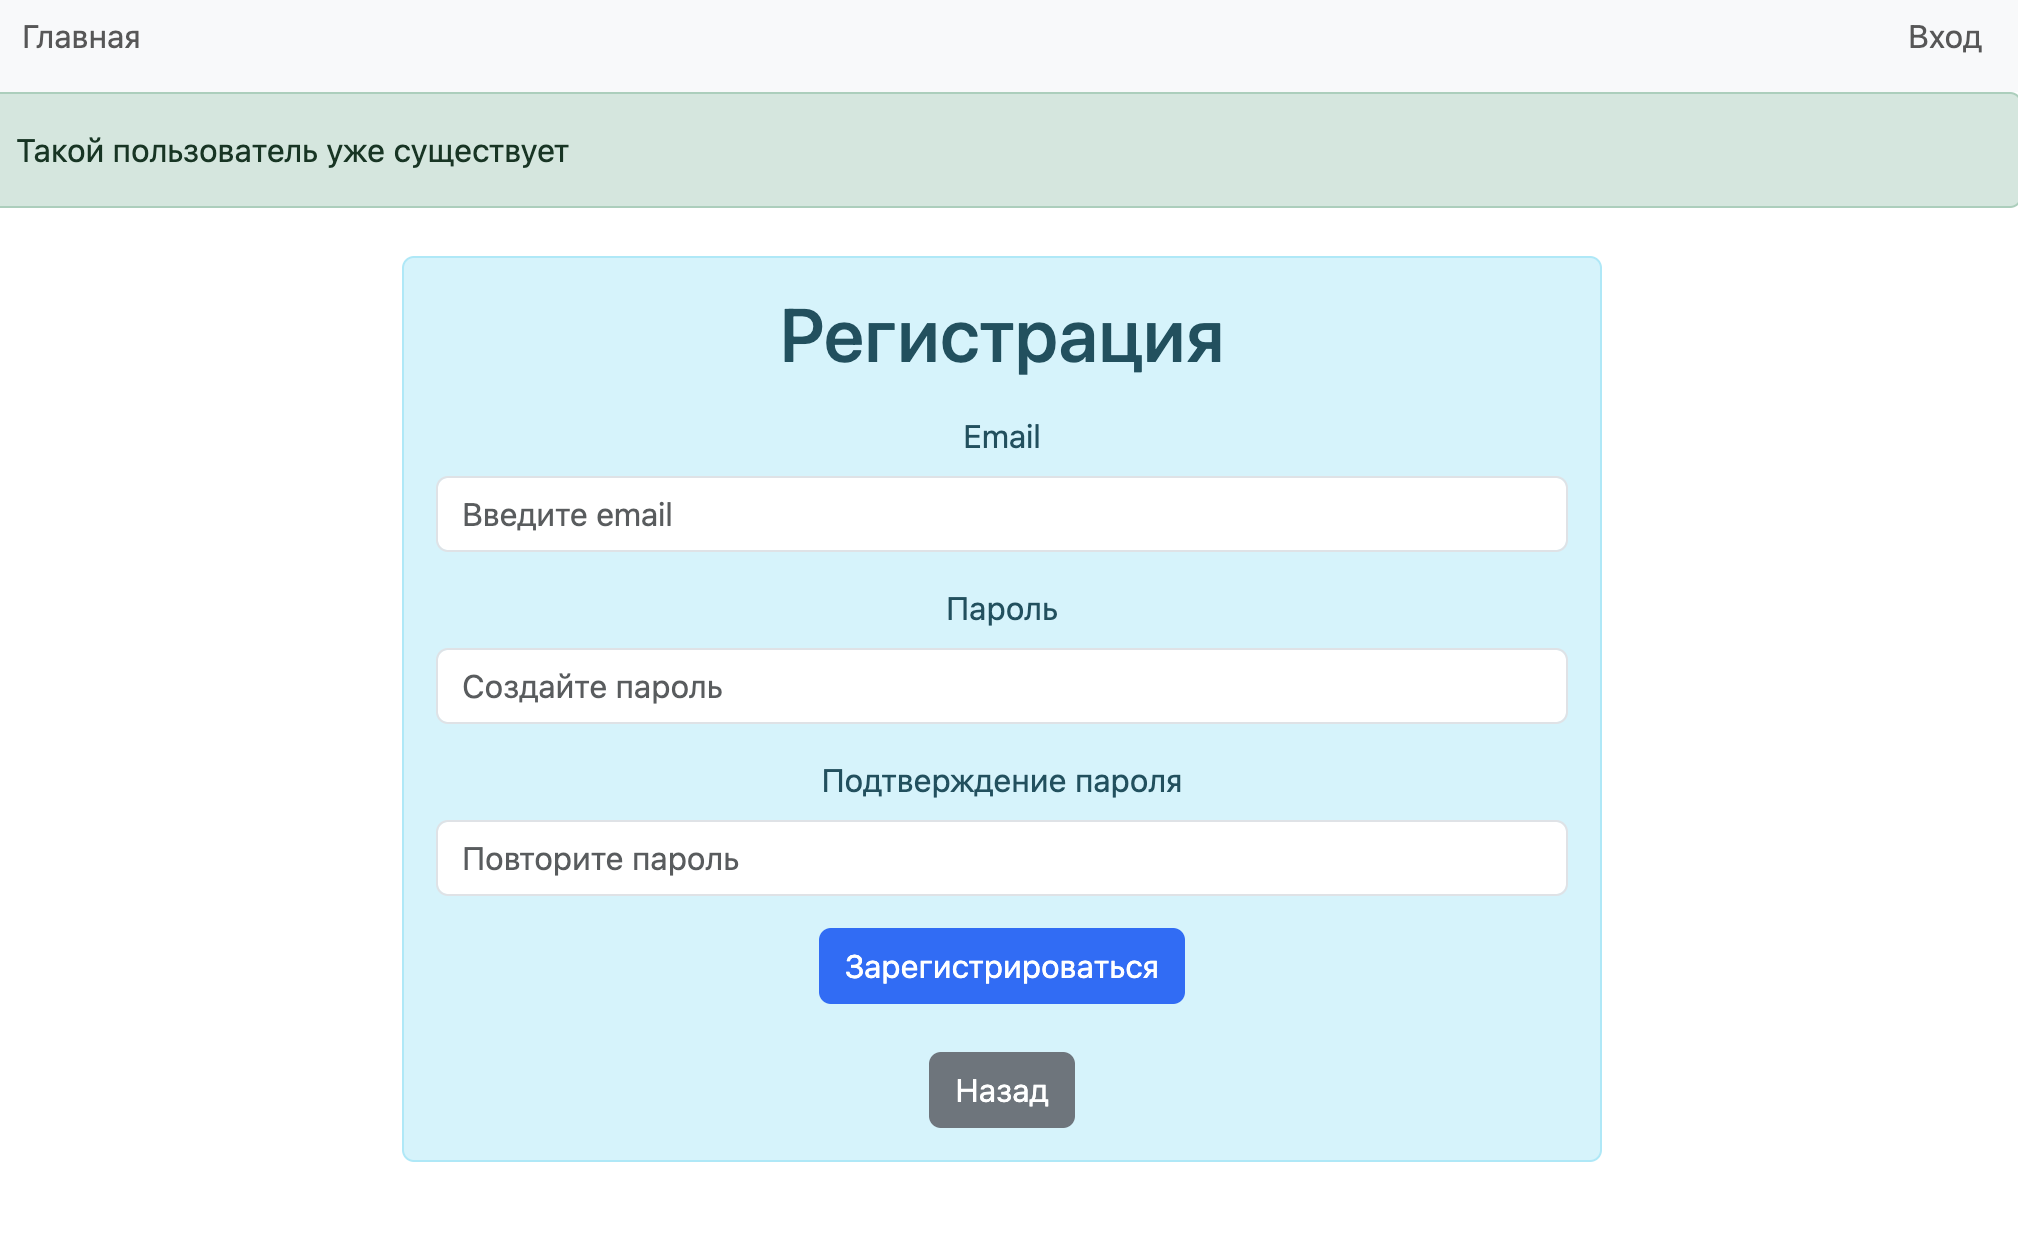 Главная
Вход
Такой пользователь уже существует
Регистрация
Email
Введите email
Пароль
Создайте пароль
Подтверждение пароля
Повторите пароль
Зарегистрироваться
Назад